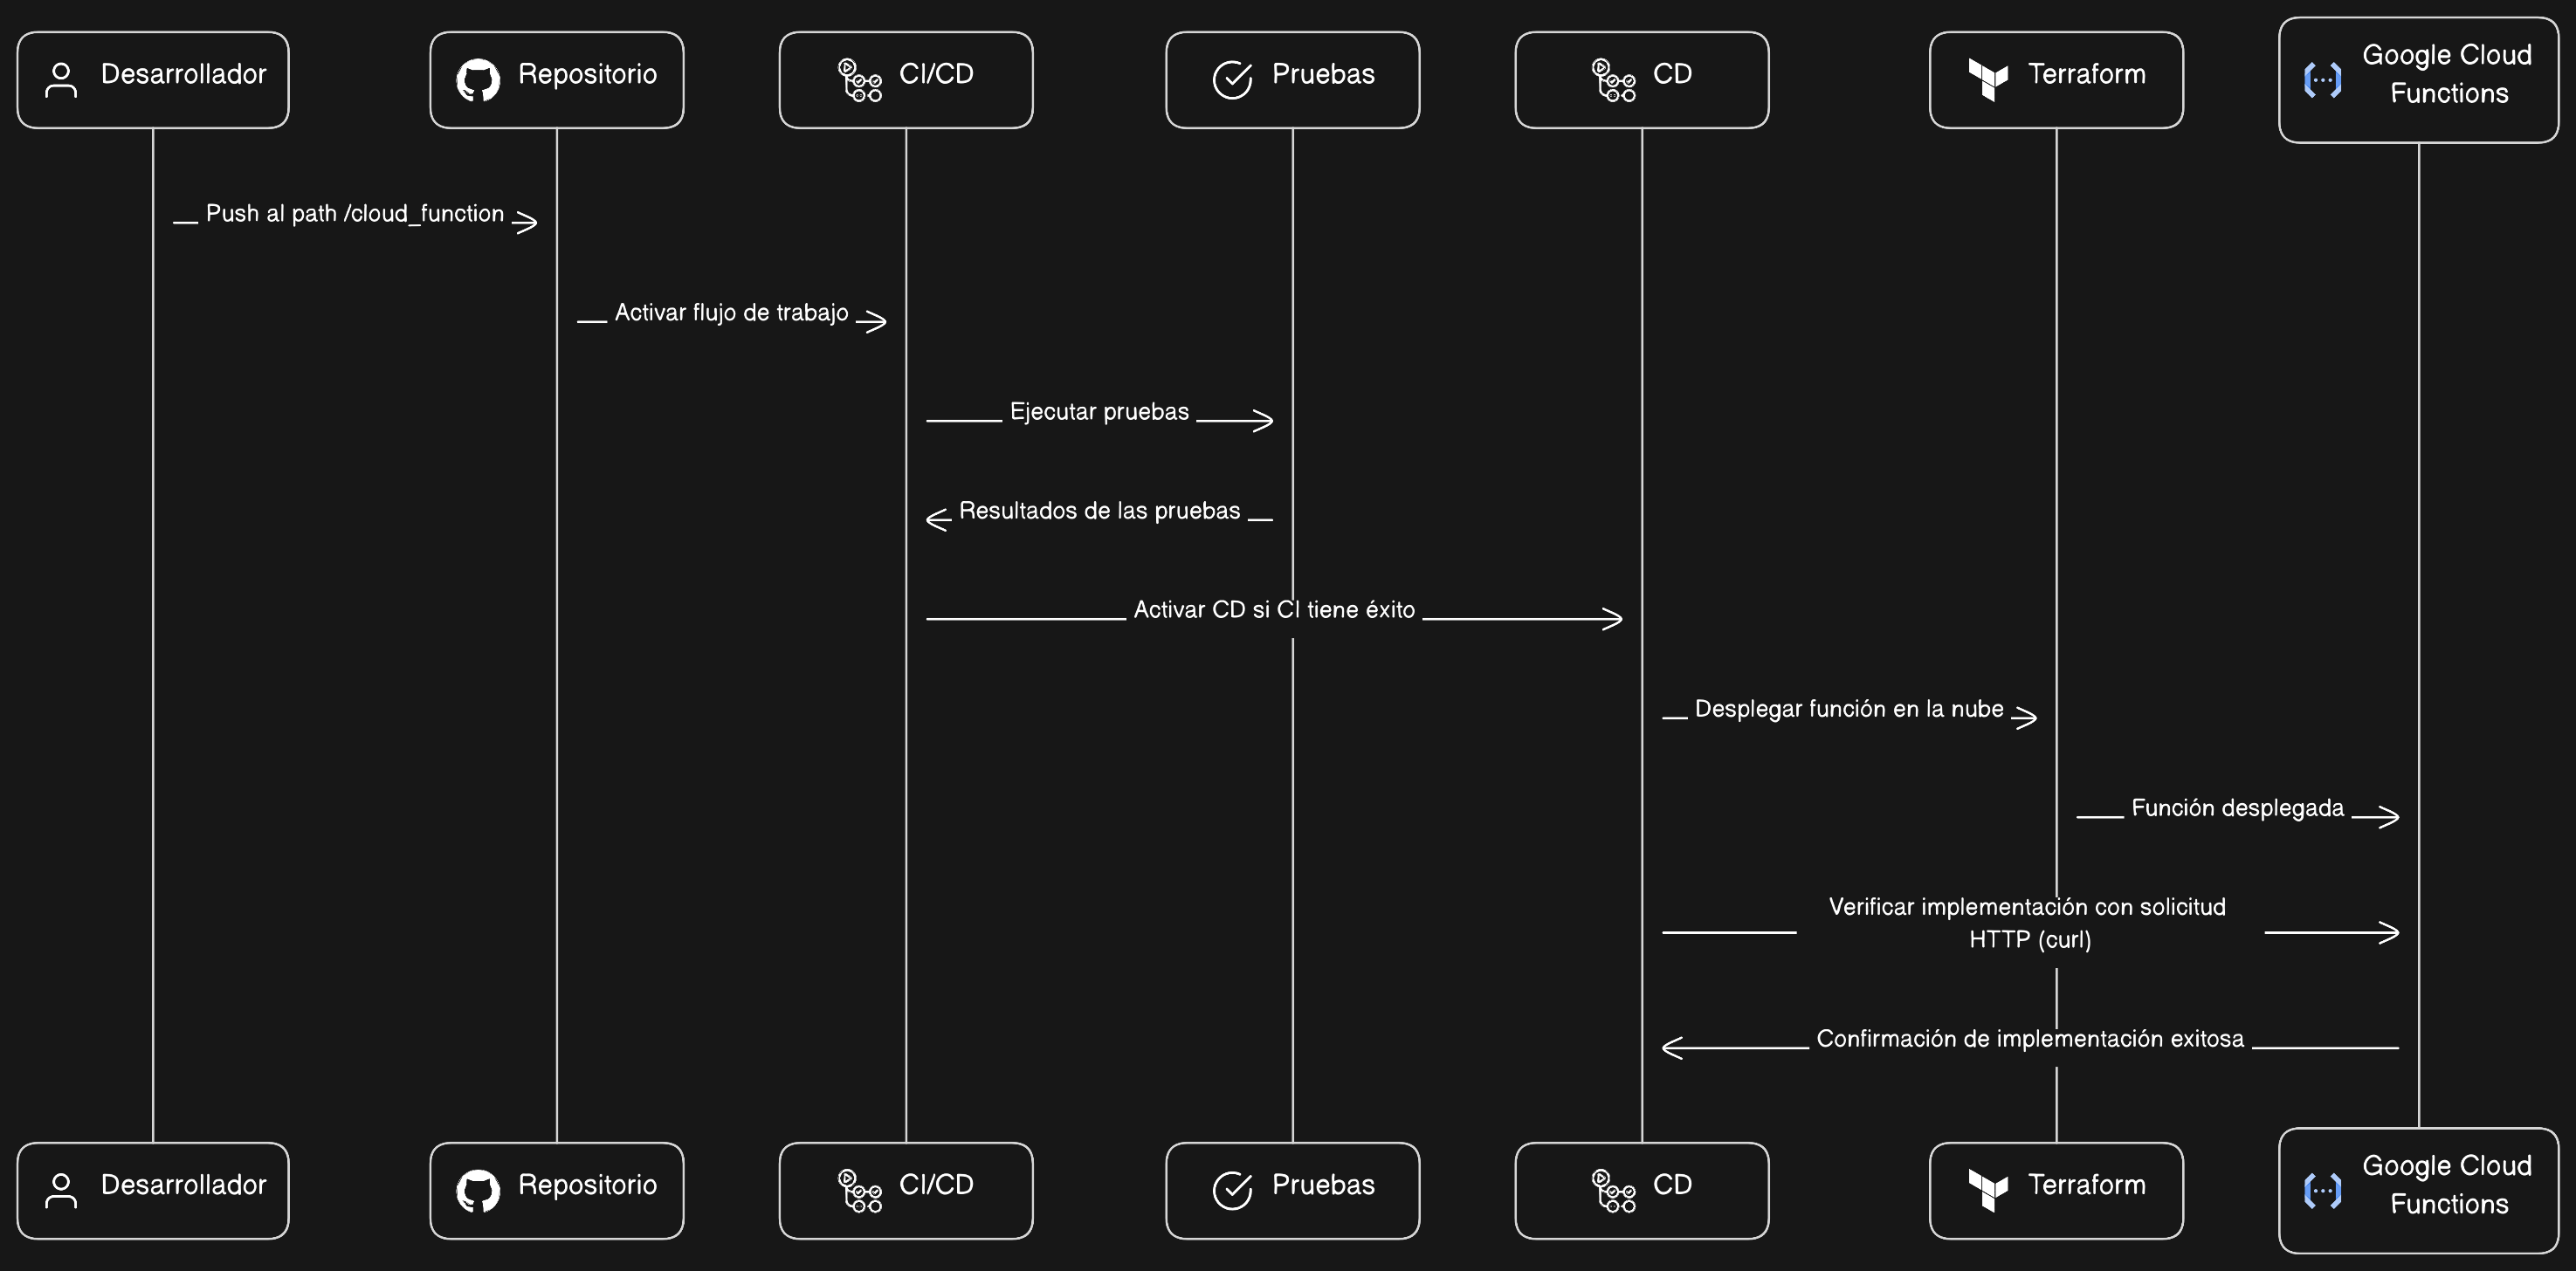 Desarrollador
Repositorio
CI/CD
Pruebas
CD
Terraform
Google Cloud
Functions
Push al path /cloud_function
Activar flujo de trabajo
Ejecutar pruebas
Resultados de las pruebas
Activar CD si CI tiene éxito
Desplegar función en la nube
Función desplegada
Verificar implementación con solicitud
HTTP (curl)
Confirmación de implementación exitosa
Desarrollador
Repositorio
CI/CD
Pruebas
CD
Terraform
Google Cloud
Functions